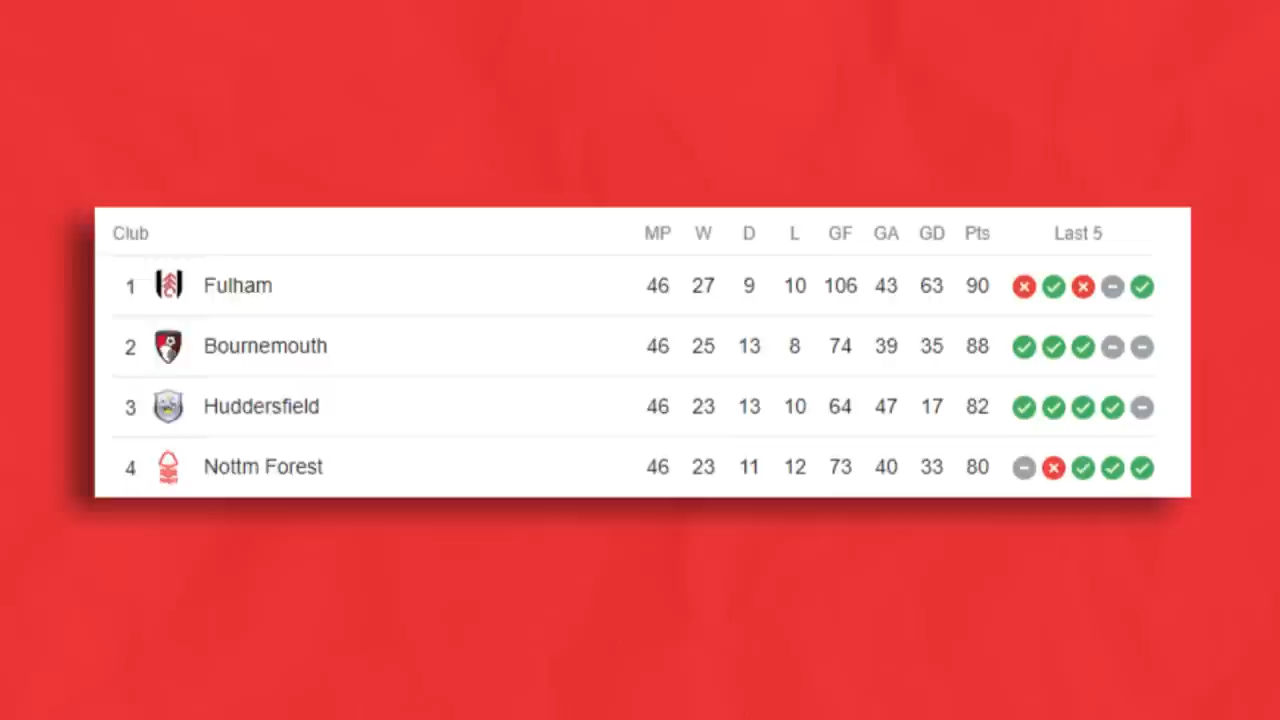 Club MP W D L GF GA GD Pts Last 5
1 Fulham 46 27 9 10 106 43 63 90
2 Bournemouth 46 25 13 8 74 39 35 88
3 Huddersfield 46 23 13 10 64 47 17 82
4 Nottm Forest 46 23 11 12 73 40 33 80